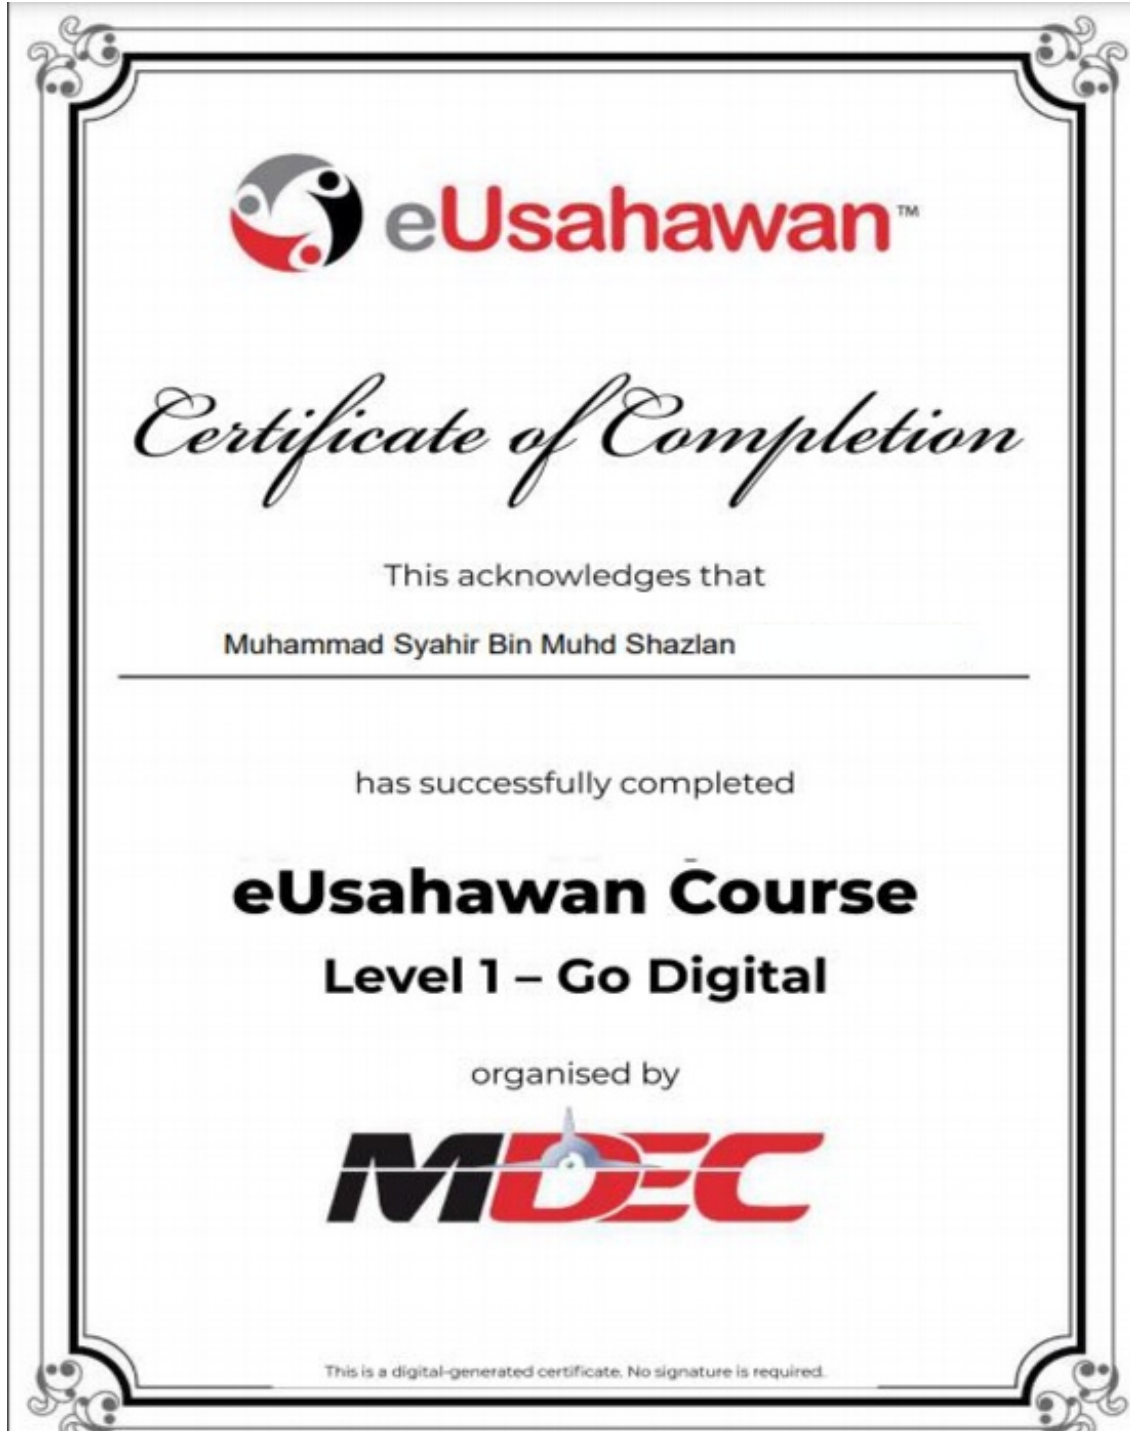 eUsahawan™
Certificate of Completion
This acknowledges that
Muhammad Syahir Bin Muhd Shazlan
has successfully completed
eUsahawan Course
Level 1 – Go Digital
organised by
MDEC
This is a digital-generated certificate. No signature is required.